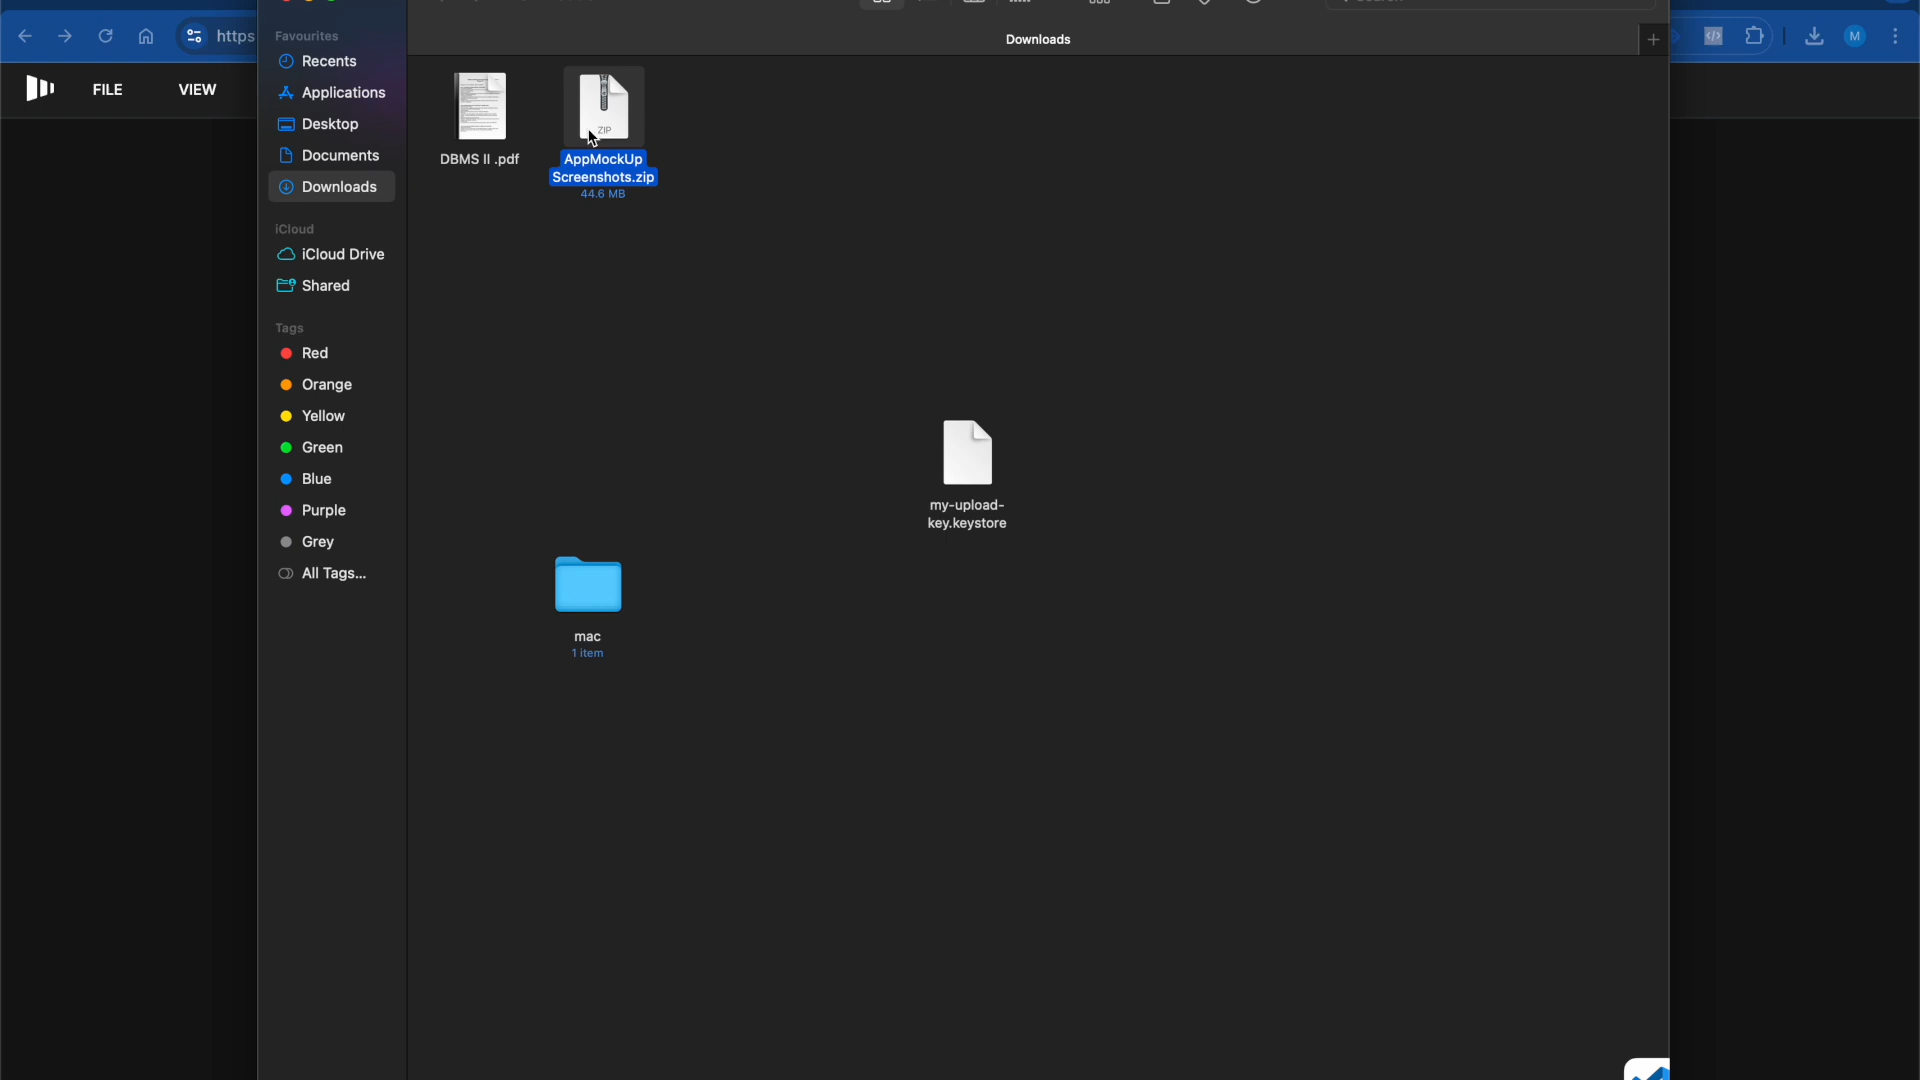 https
FILE
VIEW
M
Favourites
Recents
Applications
Desktop
Documents
Downloads
iCloud
iCloud Drive
Shared
Tags
Red
Orange
Yellow
Green
Blue
Purple
Grey
All Tags...
Downloads
DBMS II .pdf
ZIP
AppMockUp
Screenshots.zip
44.6 MB
my-upload-
key.keystore
mac
1 item